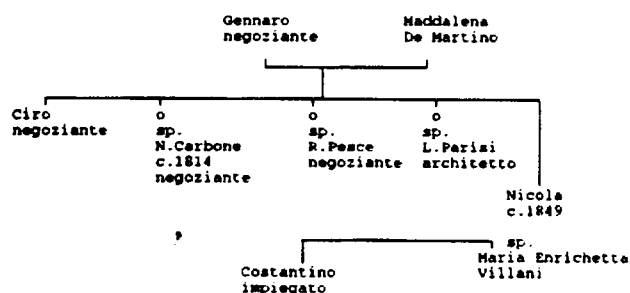 Gennaro
negoziante
Maddalena
De Martino
Ciro
negoziante
o
sp.
N.Carbone
c.1814
negoziante
o
sp.
R.Pesce
negoziante
o
sp.
L.Parisi
architetto
Nicola
c.1849
?
sp.
Maria Enrichetta
Villani
Costantino
impiegato